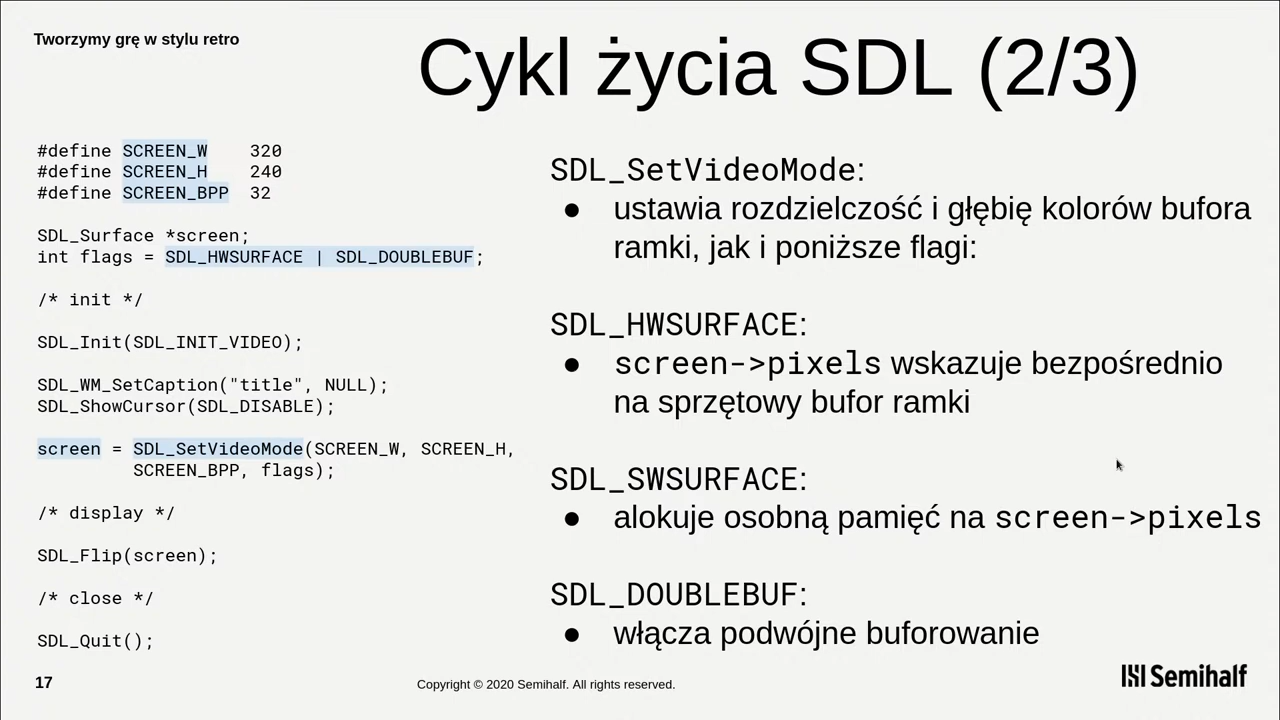 Tworzymy grę w stylu retro
Cykl życia SDL (2/3)
#define SCREEN_W    320
#define SCREEN_H    240
#define SCREEN_BPP  32
SDL_Surface *screen;
int flags = SDL_HWSURFACE | SDL_DOUBLEBUF;
/* init */
SDL_Init(SDL_INIT_VIDEO);
SDL_WM_SetCaption("title", NULL);
SDL_ShowCursor(SDL_DISABLE);
screen = SDL_SetVideoMode(SCREEN_W, SCREEN_H,
         SCREEN_BPP, flags);
/* display */
SDL_Flip(screen);
/* close */
SDL_Quit();
SDL_SetVideoMode:
● ustawia rozdzielczość i głębię kolorów bufora
ramki, jak i poniższe flagi:
SDL_HWSURFACE:
● screen->pixels wskazuje bezpośrednio
na sprzętowy bufor ramki
SDL_SWSURFACE:
● alokuje osobną pamięć na screen->pixels
SDL_DOUBLEBUF:
● włącza podwójne buforowanie
17
Copyright © 2020 Semihalf. All rights reserved.
Semihalf